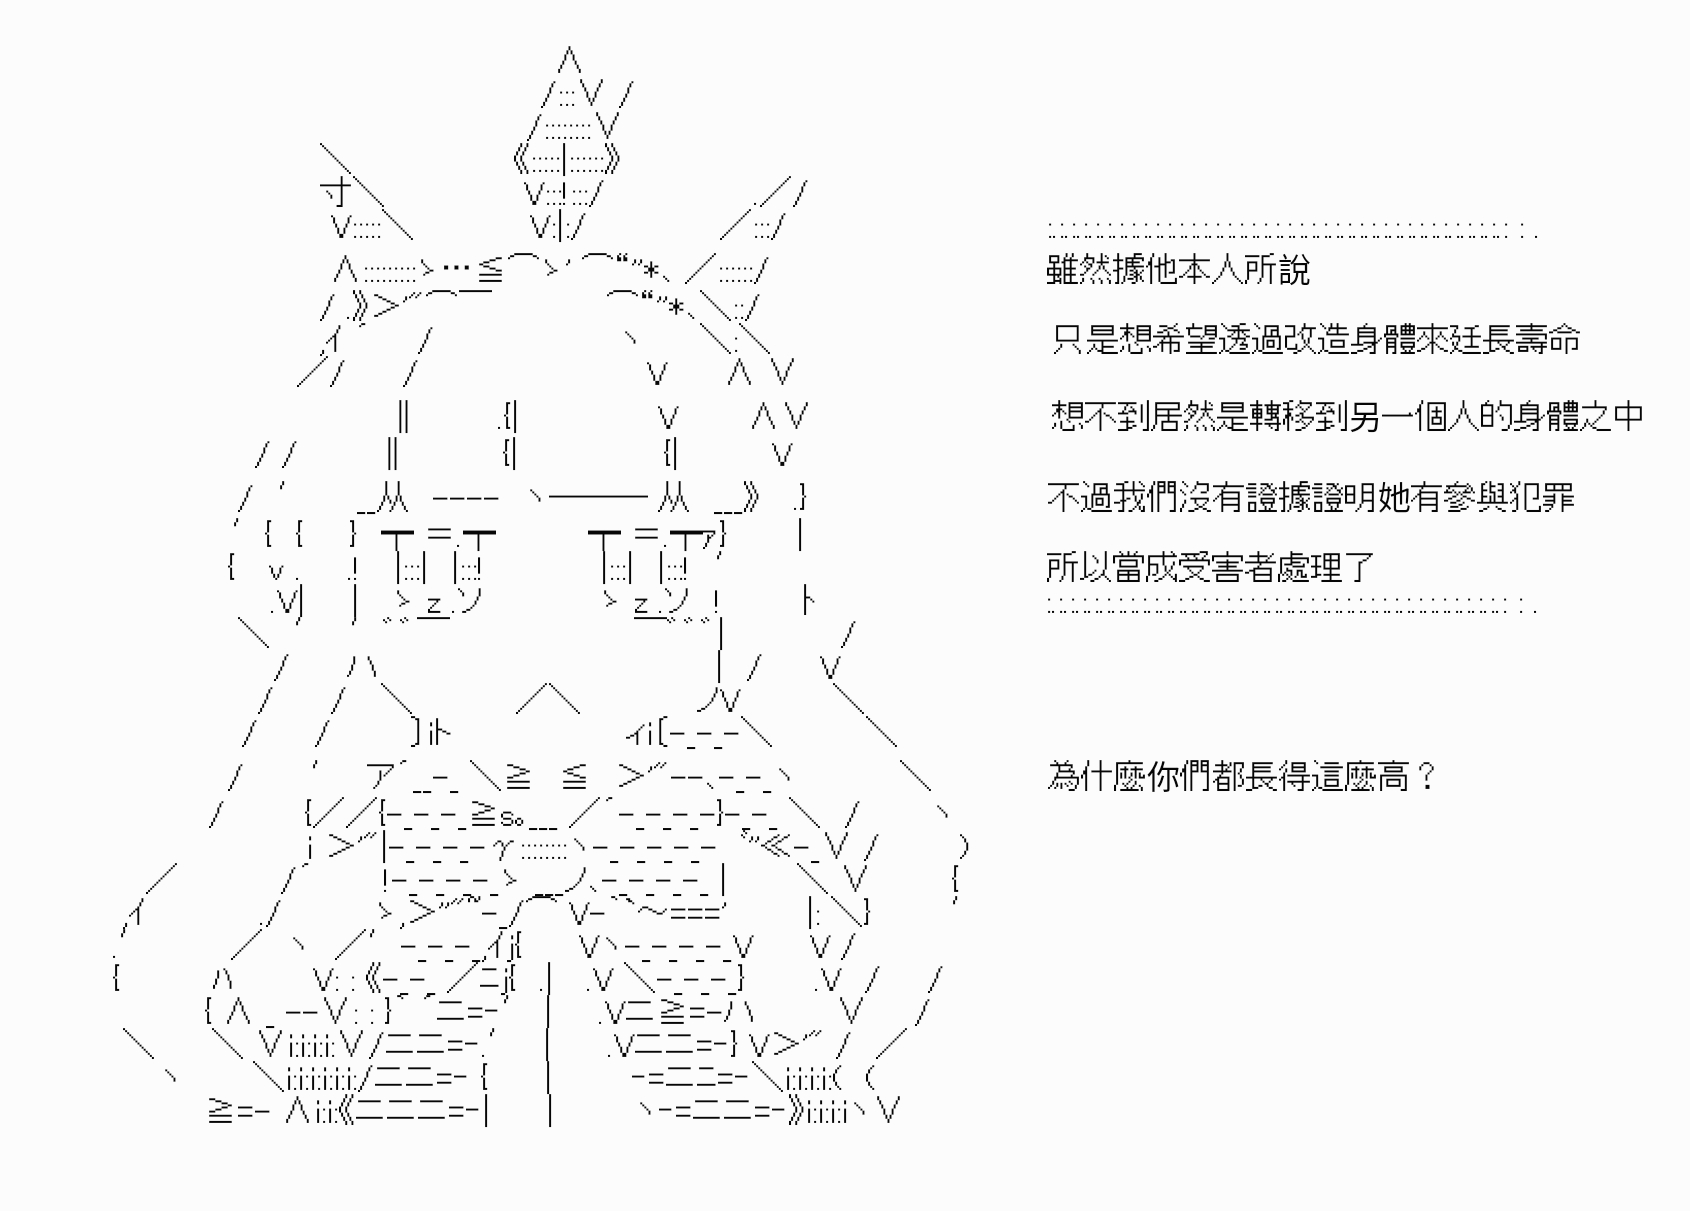 雖然據他本人所說
只是想希望透過改造身體來廷長壽命
想不到居然是轉移到另一個人的身體之中
不過我們沒有證據證明她有參與犯罪
所以當成受害者處理了
為什麼你們都長得這麼高？